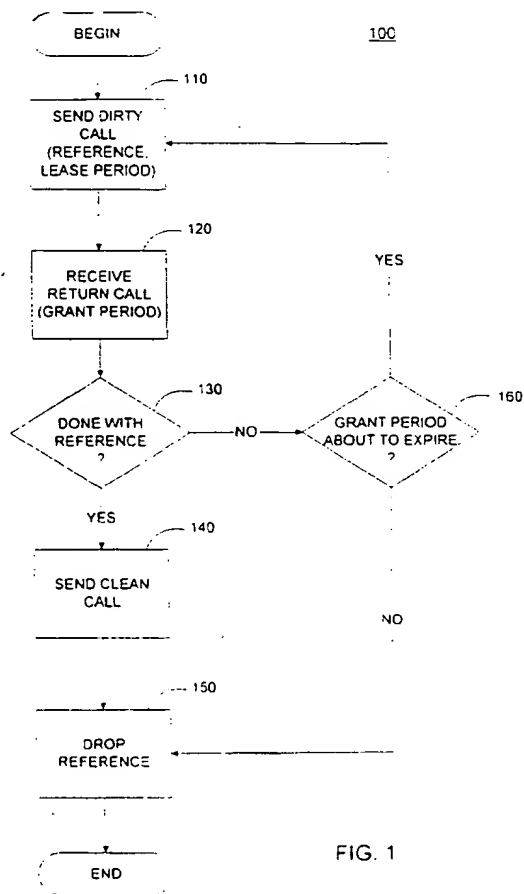 BEGIN
100
110
SEND DIRTY
CALL
(REFERENCE,
LEASE PERIOD)
120
RECEIVE
RETURN CALL
(GRANT PERIOD)
YES
130
DONE WITH
REFERENCE
?
NO
160
GRANT PERIOD
ABOUT TO EXPIRE
?
YES
140
SEND CLEAN
CALL
NO
150
DROP
REFERENCE
END
FIG. 1